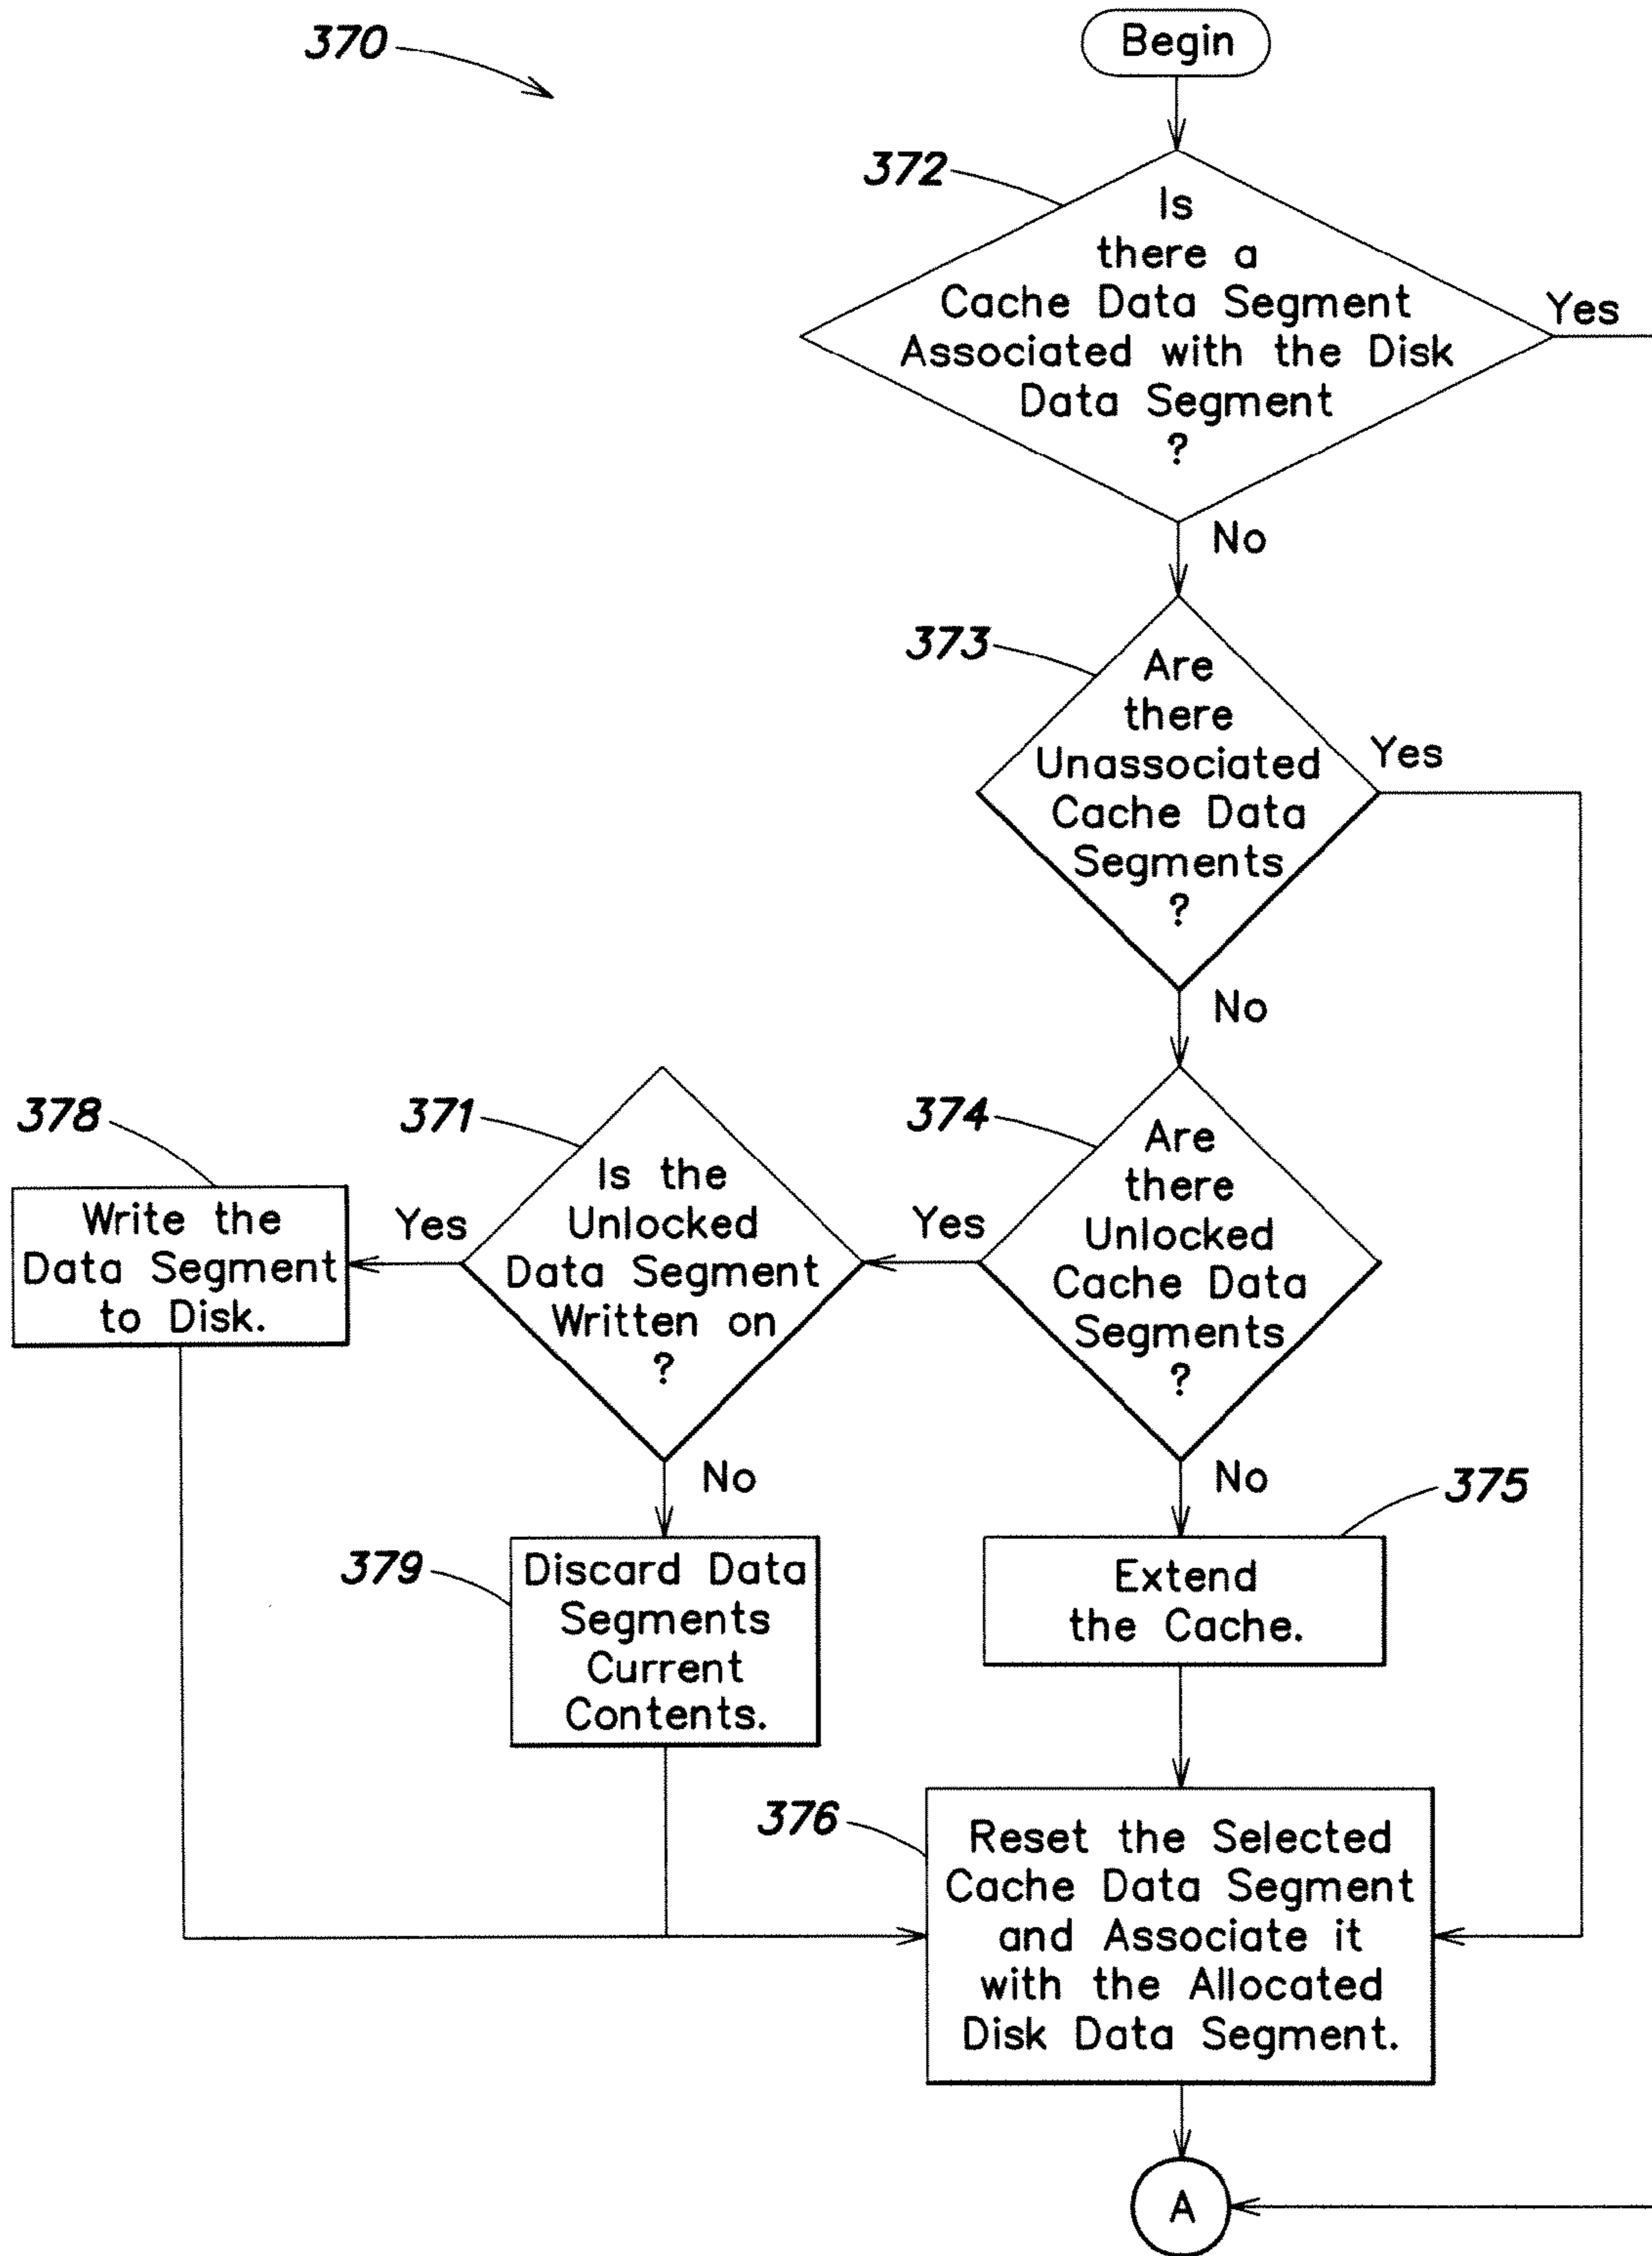 370
Begin
372
Is
there a
Cache Data Segment
Associated with the Disk
Data Segment
?
Yes
No
373
Are
there
Unassociated
Cache Data
Segments
?
Yes
No
378
Write the
Data Segment
to Disk.
Yes
371
Is the
Unlocked
Data Segment
Written on
?
Yes
374
Are
there
Unlocked
Cache Data
Segments
?
No
No
379
Discard Data
Segments
Current
Contents.
375
Extend
the Cache.
376
Reset the Selected
Cache Data Segment
and Associate it
with the Allocated
Disk Data Segment.
A